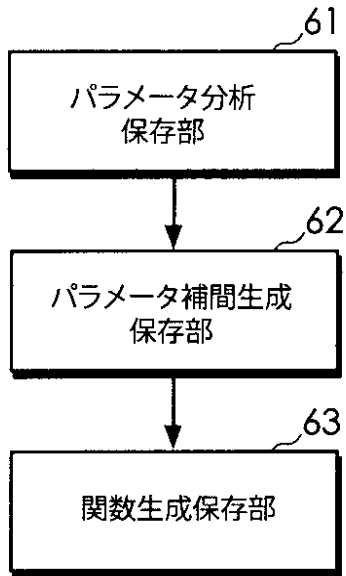 61
パラメータ分析
保存部
62
パラメータ補間生成
保存部
63
関数生成保存部